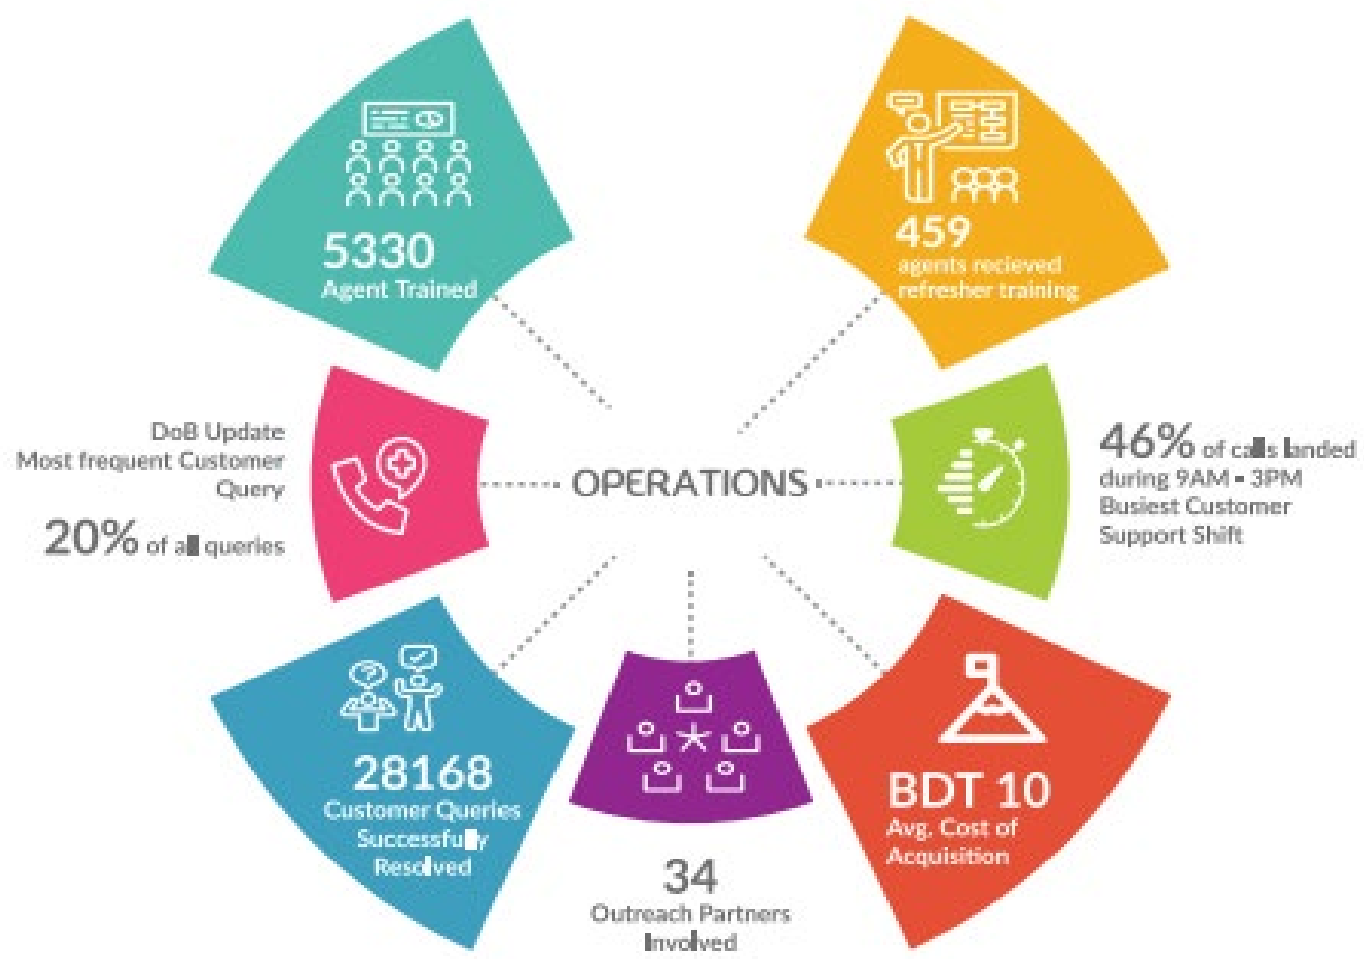 5330
Agent Trained
459
agents recieved
refresher training
DoB Update
Most frequent Customer
Query
20% of all queries
OPERATIONS
46% of calls landed
during 9AM - 3PM
Busiest Customer
Support Shift
28168
Customer Queries
Successfully
Resolved
34
Outreach Partners
Involved
BDT 10
Avg. Cost of
Acquisition